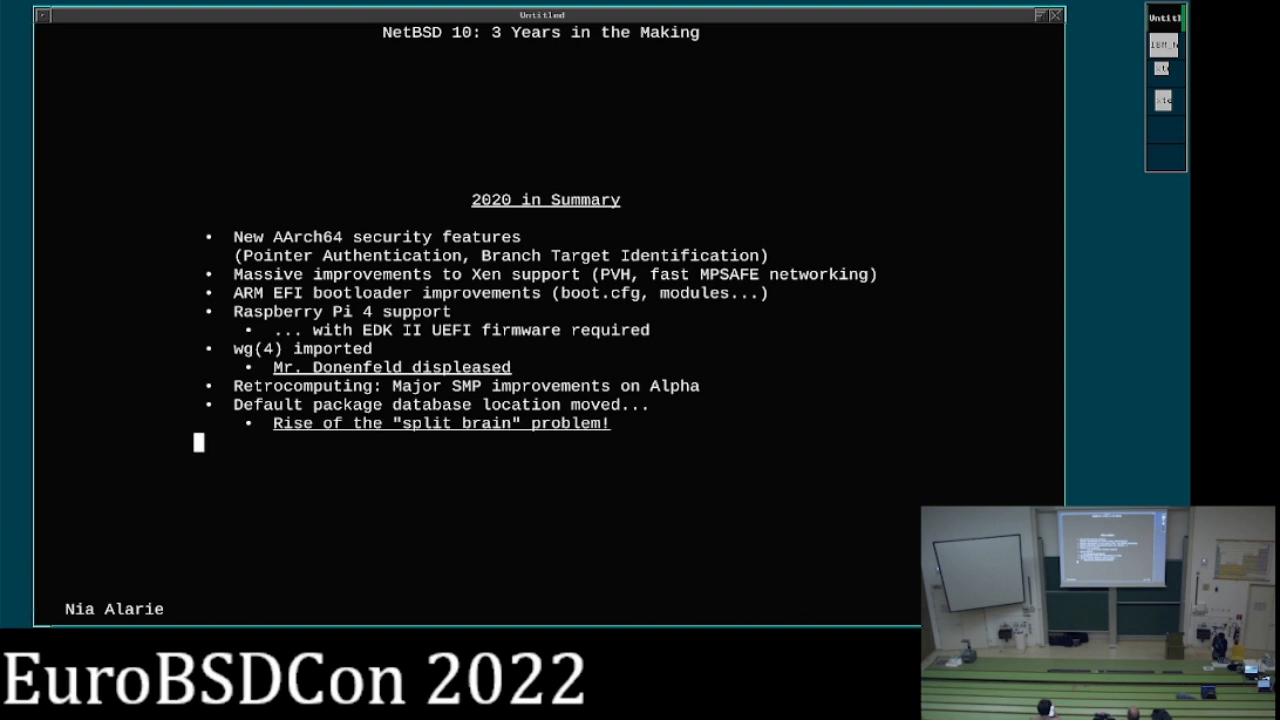 Untitled
NetBSD 10: 3 Years in the Making
Untitl
2020 in Summary
• New AArch64 security features
(Pointer Authentication, Branch Target Identification)
• Massive improvements to Xen support (PVH, fast MPSAFE networking)
• ARM EFI bootloader improvements (boot.cfg, modules...)
• Raspberry Pi 4 support
• ... with EDK II UEFI firmware required
• wg(4) imported
• Mr. Donenfeld displeased
• Retrocomputing: Major SMP improvements on Alpha
• Default package database location moved...
• Rise of the "split brain" problem!
Nia Alarie
EuroBSDCon 2022